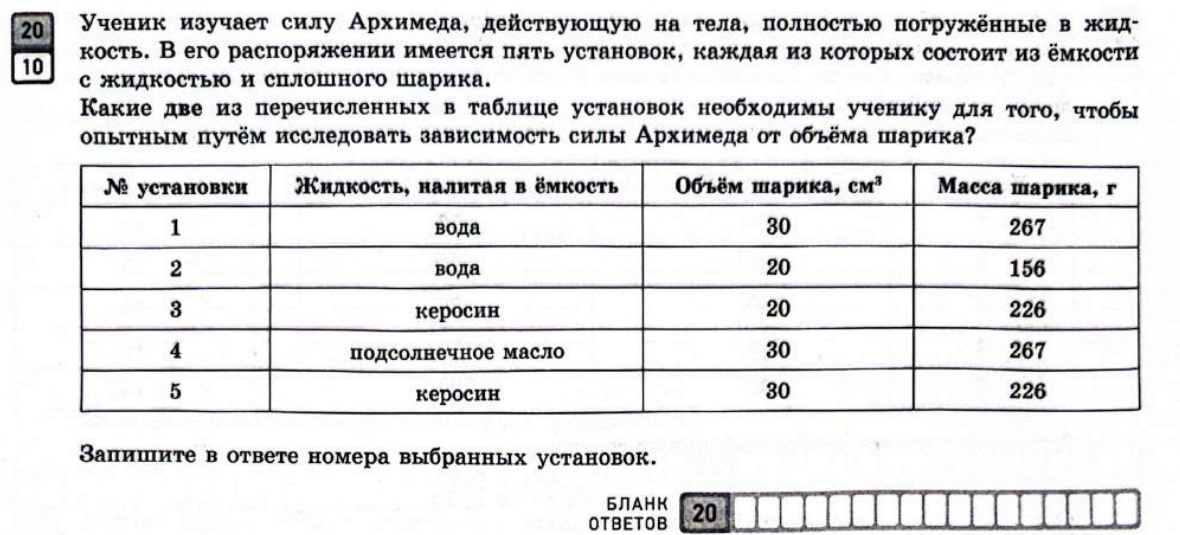 20
10
Ученик изучает силу Архимеда, действующую на тела, полностью погружённые в жид-
кость. В его распоряжении имеется пять установок, каждая из которых состоит из ёмкости
с жидкостью и сплошного шарика.
Какие две из перечисленных в таблице установок необходимы ученику для того, чтобы
опытным путём исследовать зависимость силы Архимеда от объёма шарика?
№ установки Жидкость, налитая в ёмкость Объём шарика, см³ Масса шарика, г
1 вода 30 267
2 вода 20 156
3 керосин 20 226
4 подсолнечное масло 30 267
5 керосин 30 226
Запишите в ответе номера выбранных установок.
БЛАНК
ОТВЕТОВ 20